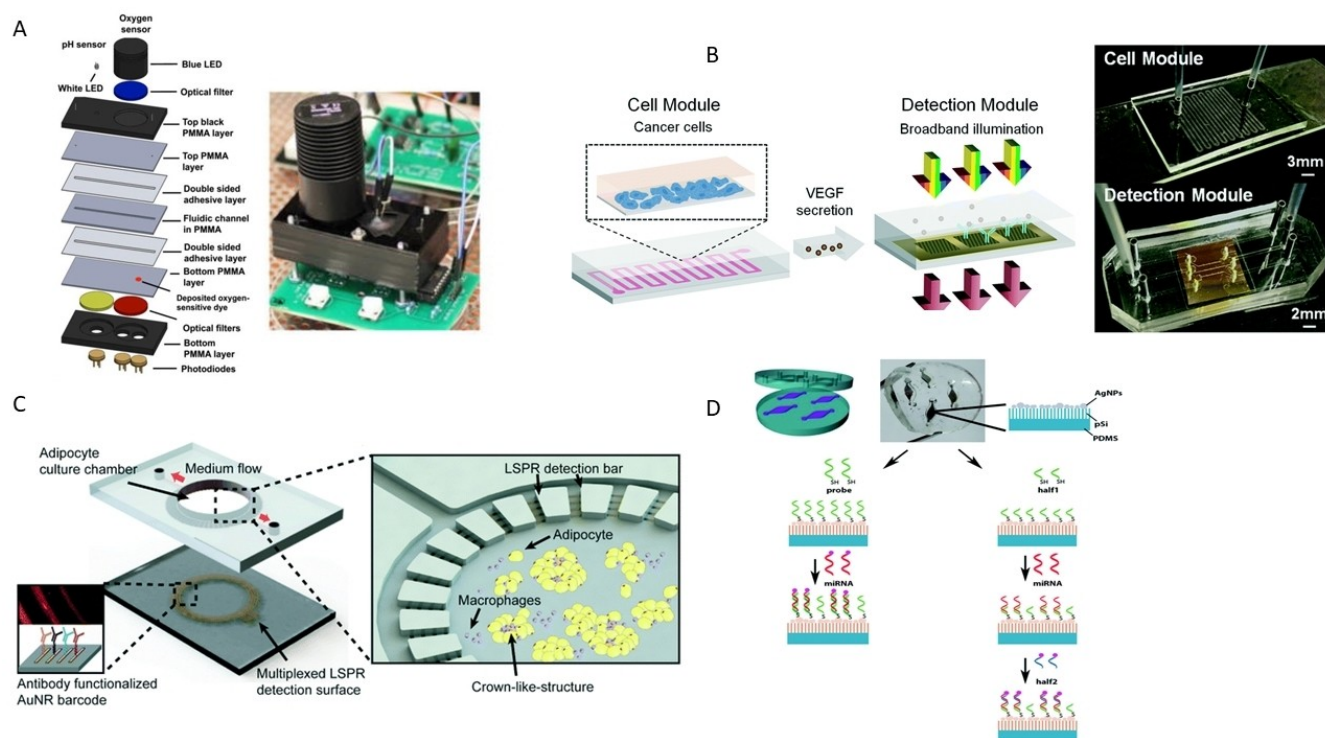 A
Oxygen
sensor
pH sensor
Blue LED
White LED
Optical filter
Top black
PMMA layer
Top PMMA
layer
Double sided
adhesive layer
Fluidic channel
in PMMA
Double sided
adhesive layer
Bottom PMMA
layer
Deposited oxygen-
sensitive dye
Optical filters
Bottom
PMMA layer
Photodiodes
B
Cell Module
Cancer cells
VEGF
secretion
Detection Module
Broadband illumination
Cell Module
3mm
Detection Module
2mm
C
Adipocyte
culture chamber
Medium flow
Antibody functionalized
AuNR barcode
Multiplexed LSPR
detection surface
LSPR detection bar
Adipocyte
Macrophages
Crown-like-structure
D
AgNPs
pSi
PDMS
SH SH
probe
miRNA
SH SH
half1
miRNA
half2